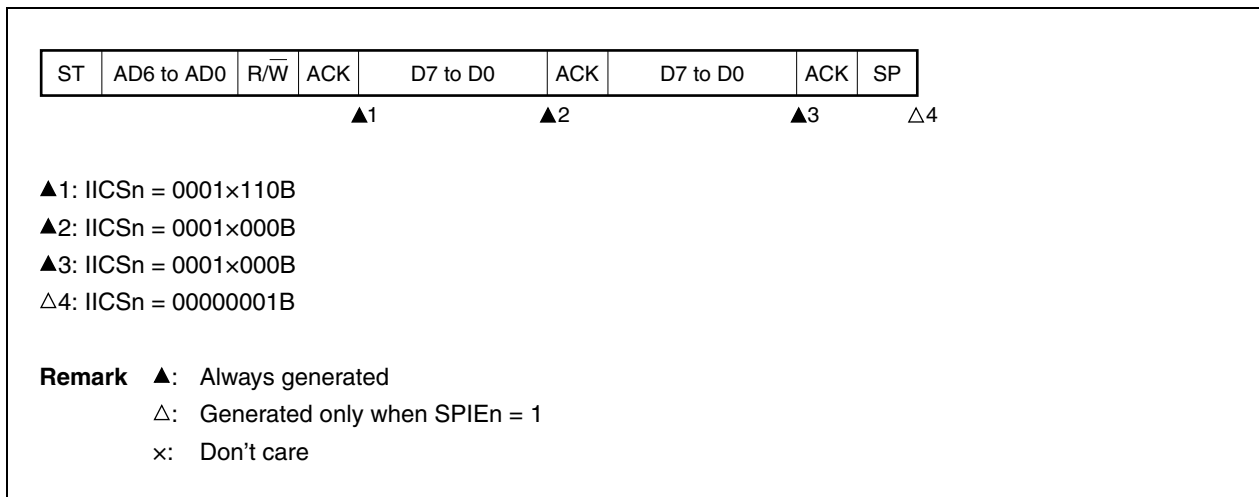 ST AD6 to AD0 R/W̅ ACK D7 to D0 ACK D7 to D0 ACK SP
▲1 ▲2 ▲3 △4
▲1: IICSn = 0001×110B
▲2: IICSn = 0001×000B
▲3: IICSn = 0001×000B
△4: IICSn = 00000001B
Remark ▲: Always generated
△: Generated only when SPIEn = 1
×: Don't care